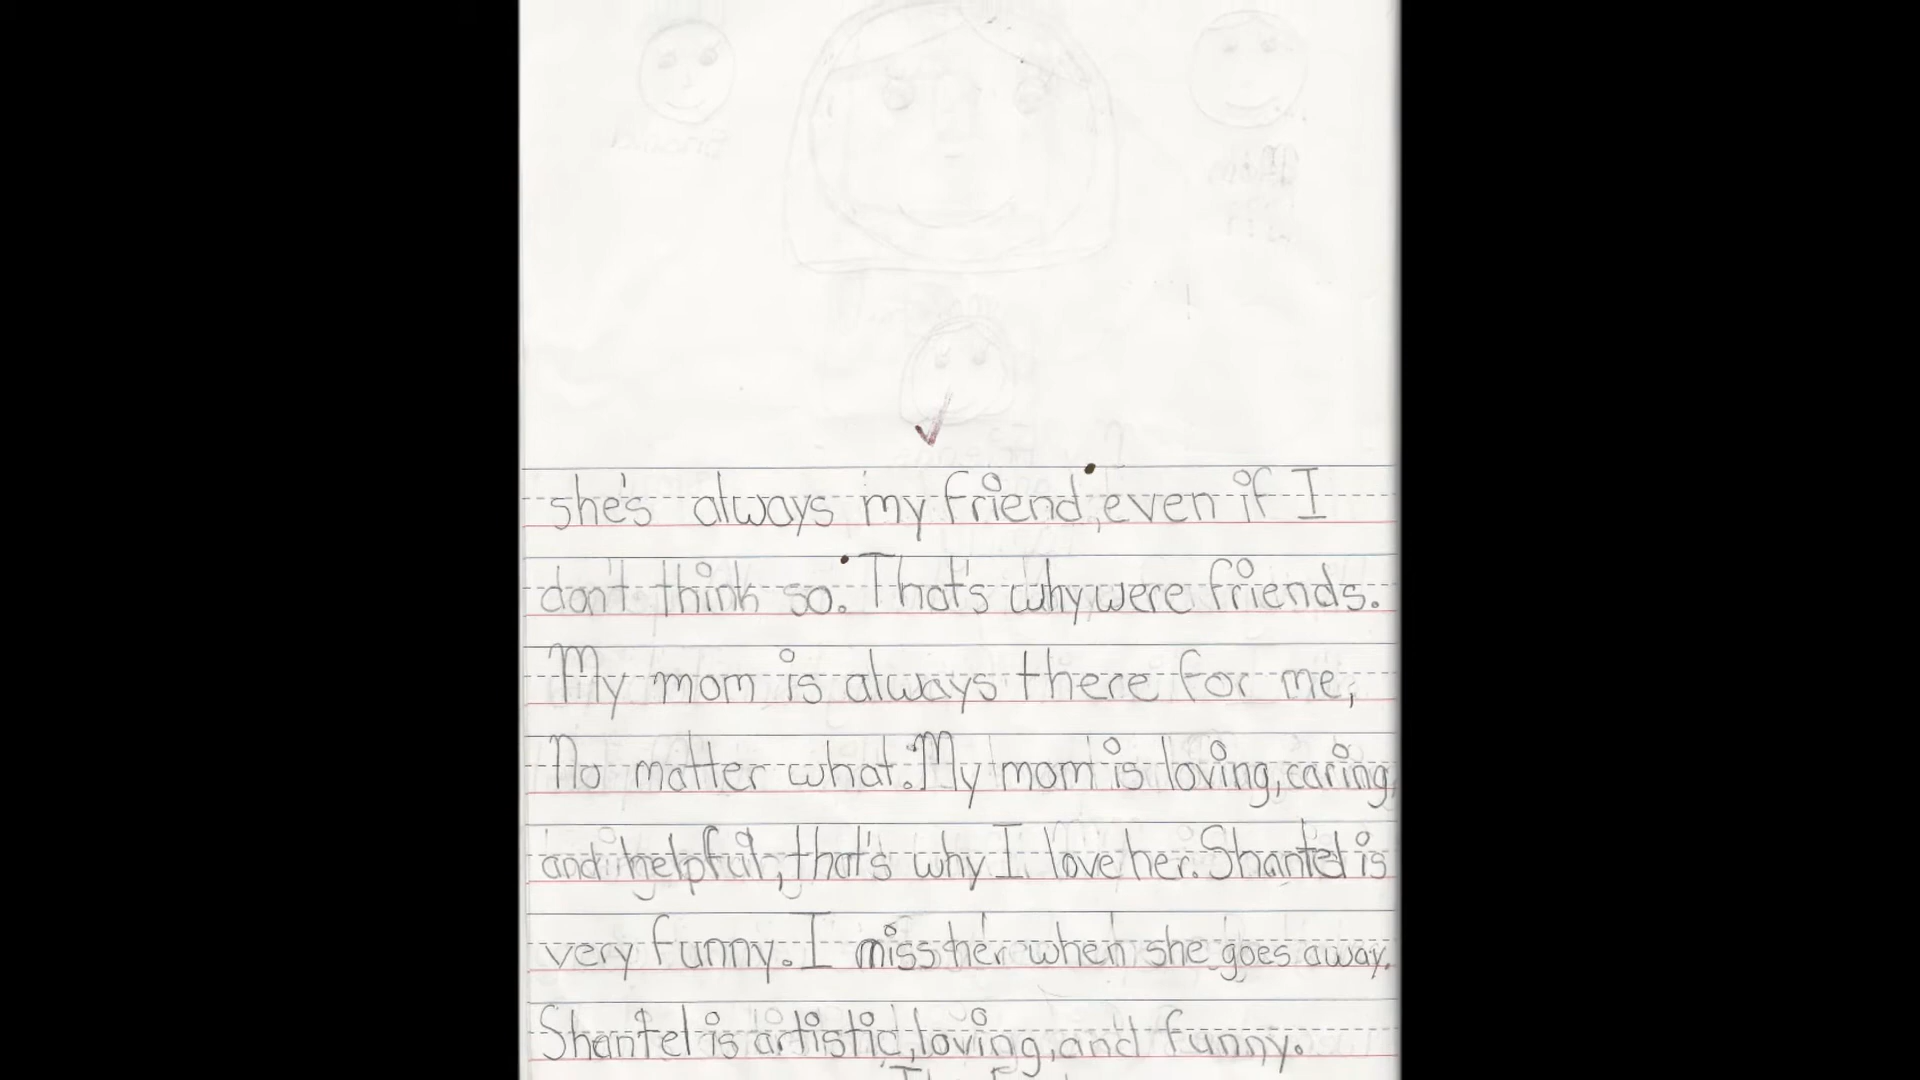 she's always my friend, even if I
don't think so. That's why were friends.
My mom is always there for me,
No matter what. My mom is loving, caring,
and helpful, that's why I love her. Shantel is
very funny. I miss her when she goes away.
Shantel is artistic, loving, and funny.